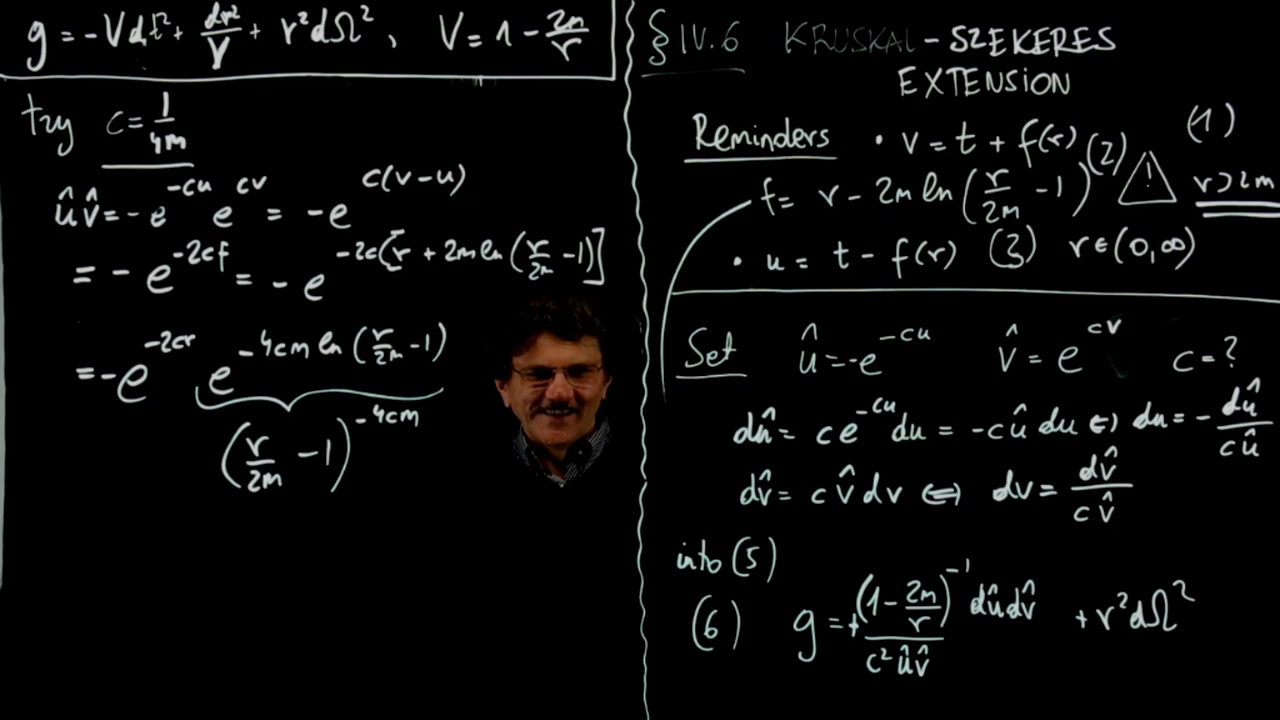 g = -Vdt² + dr²/V + r²dΩ², V = 1 - 2m/r
try c = 1/4m
ûv̂ = -e^{-cu} e^{cv} = -e^{c(v-u)}
= -e^{-2cf} = -e^{-2c[r + 2m ln(r/2m - 1)]}
= -e^{-2cr} e^{-4cm ln(r/2m - 1)}
(r/2m - 1)^{-4cm}
§ IV.6 KRUSKAL-SZEKERES
EXTENSION
Reminders • v = t + f(r) (1)
f = r - 2m ln(r/2m - 1) (2) ! r>2m
• u = t - f(r) (3) r∈(0,∞)
Set û = -e^{-cu} v̂ = e^{cv} c = ?
dû = ce^{-cu}du = -cû du ⇔ du = -dû/cû
dv̂ = c v̂ dv ⇔ dv = dv̂/cv̂
into (5)
(6) g = +(1 - 2m/r)^{-1}/c²ûv̂ dûdv̂ + r²dΩ²